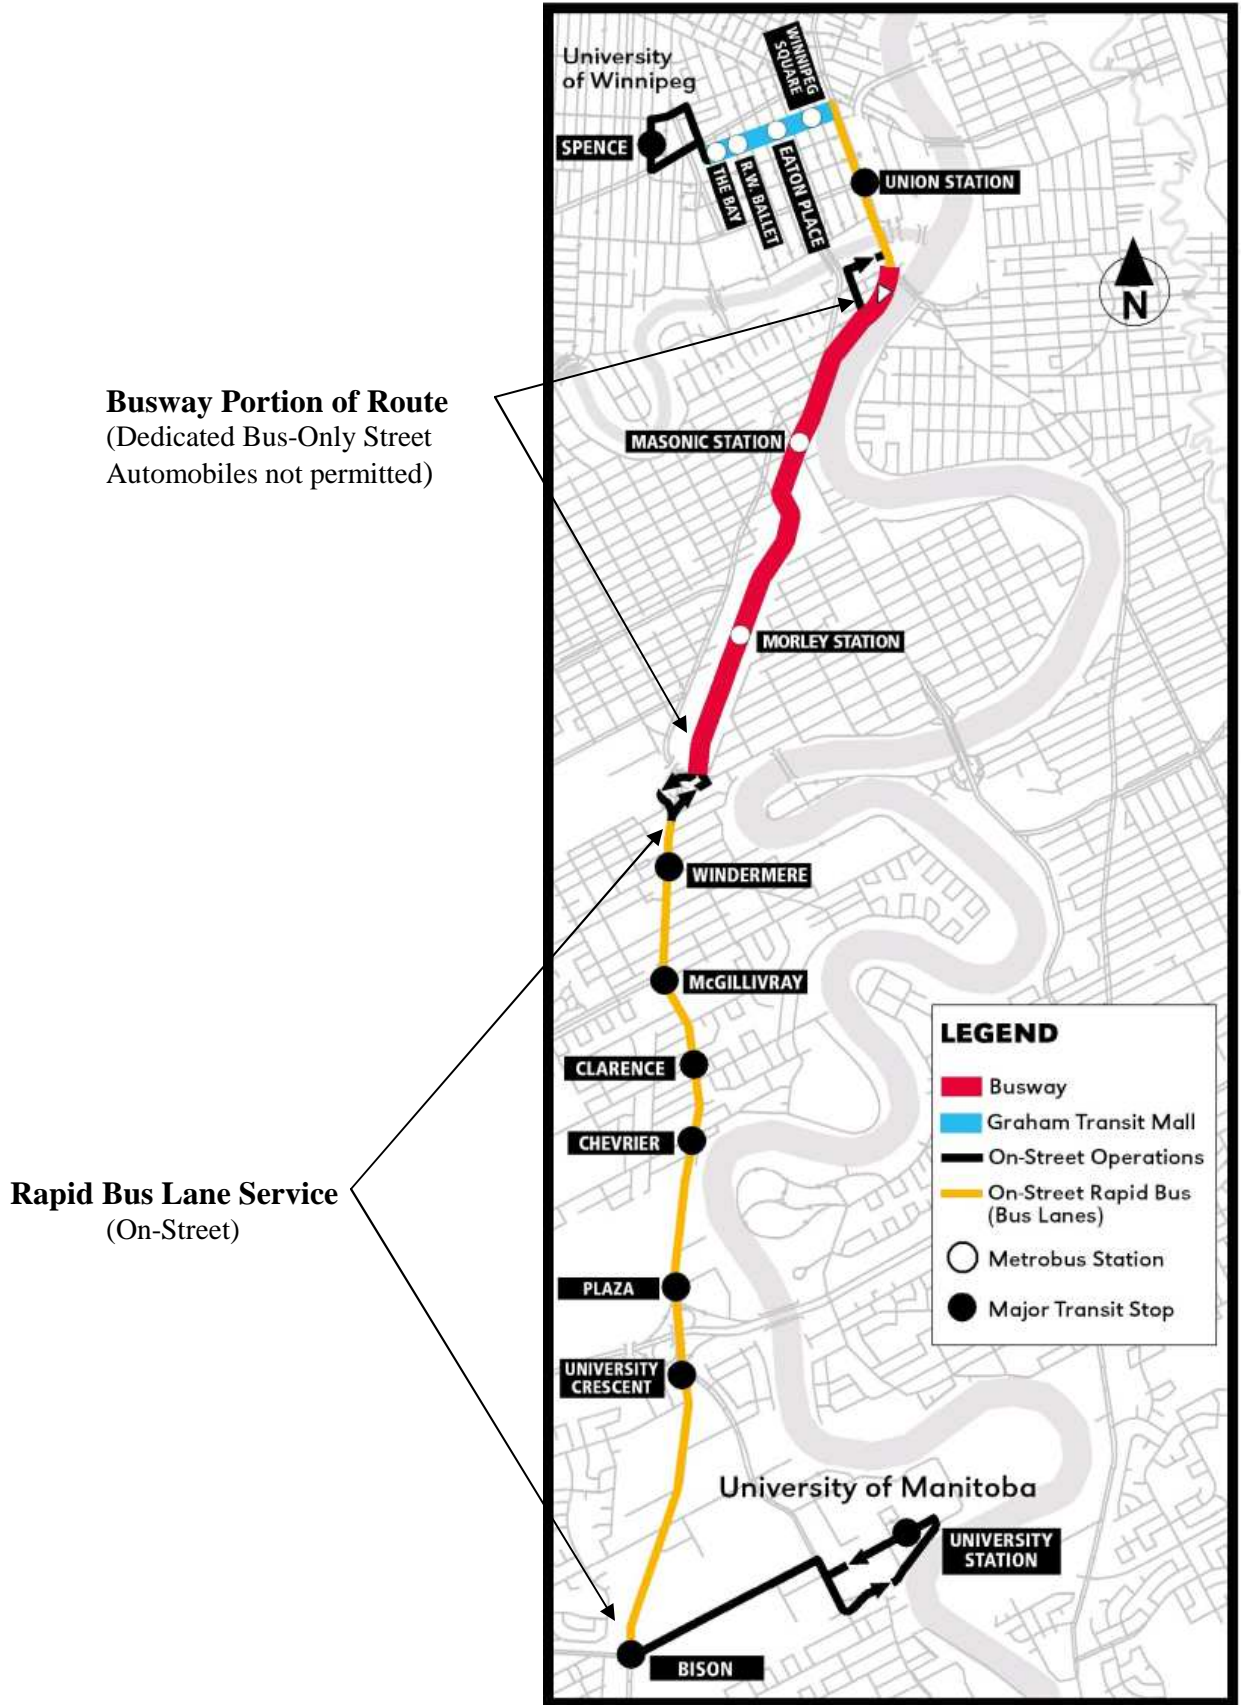 University
of Winnipeg
WINNIPEG
SQUARE
SPENCE
THE BAY
R.W. BALLET
EATON PLACE
UNION STATION
N
Busway Portion of Route
(Dedicated Bus-Only Street
Automobiles not permitted)
MASONIC STATION
MORLEY STATION
WINDERMERE
McGILLIVRAY
CLARENCE
CHEVRIER
Rapid Bus Lane Service
(On-Street)
PLAZA
UNIVERSITY
CRESCENT
LEGEND
Busway
Graham Transit Mall
On-Street Operations
On-Street Rapid Bus
(Bus Lanes)
Metrobus Station
Major Transit Stop
University of Manitoba
UNIVERSITY
STATION
BISON